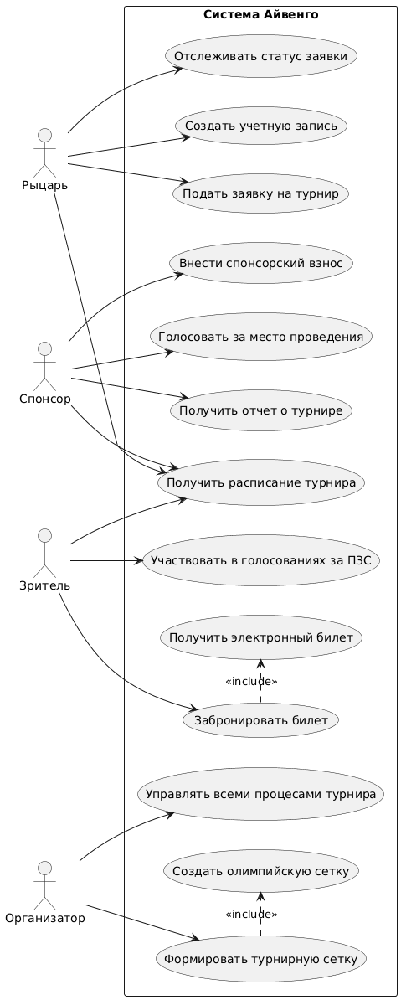 Система Айвенго
Отслеживать статус заявки
Создать учетную запись
Рыцарь
Подать заявку на турнир
Внести спонсорский взнос
Голосовать за место проведения
Спонсор
Получить отчет о турнире
Получить расписание турнира
Участвовать в голосованиях за ПЗС
Зритель
Получить электронный билет
«include»
Забронировать билет
Управлять всеми процесами турнира
Создать олимпийскую сетку
Организатор
«include»
Формировать турнирную сетку